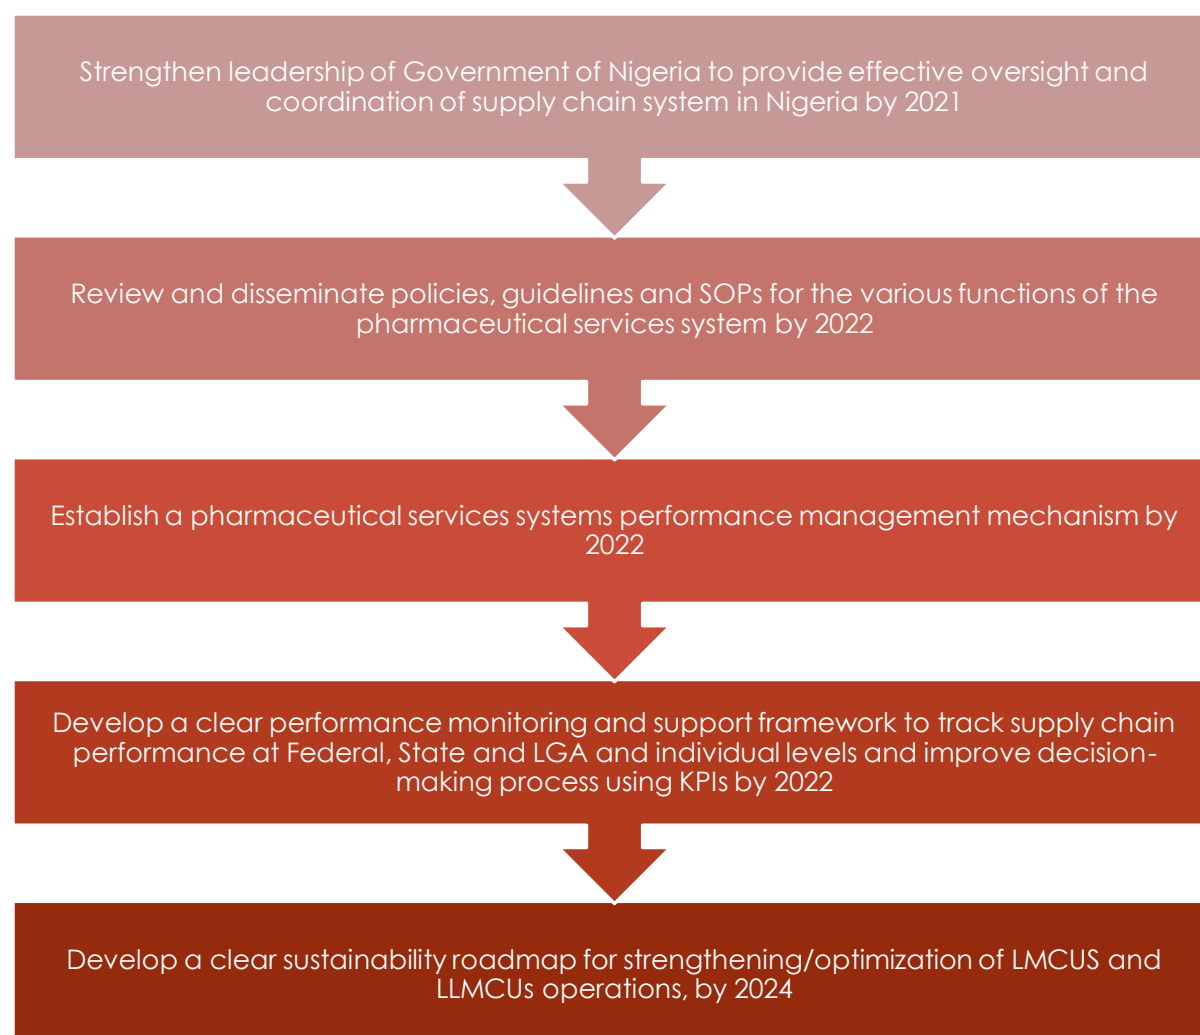 Strengthen leadership of Government of Nigeria to provide effective oversight and
coordination of supply chain system in Nigeria by 2021
Review and disseminate policies, guidelines and SOPs for the various functions of the
pharmaceutical services system by 2022
Establish a pharmaceutical services systems performance management mechanism by
2022
Develop a clear performance monitoring and support framework to track supply chain
performance at Federal, State and LGA and individual levels and improve decision-
making process using KPIs by 2022
Develop a clear sustainability roadmap for strengthening/optimization of LMCUS and
LLMCUs operations, by 2024